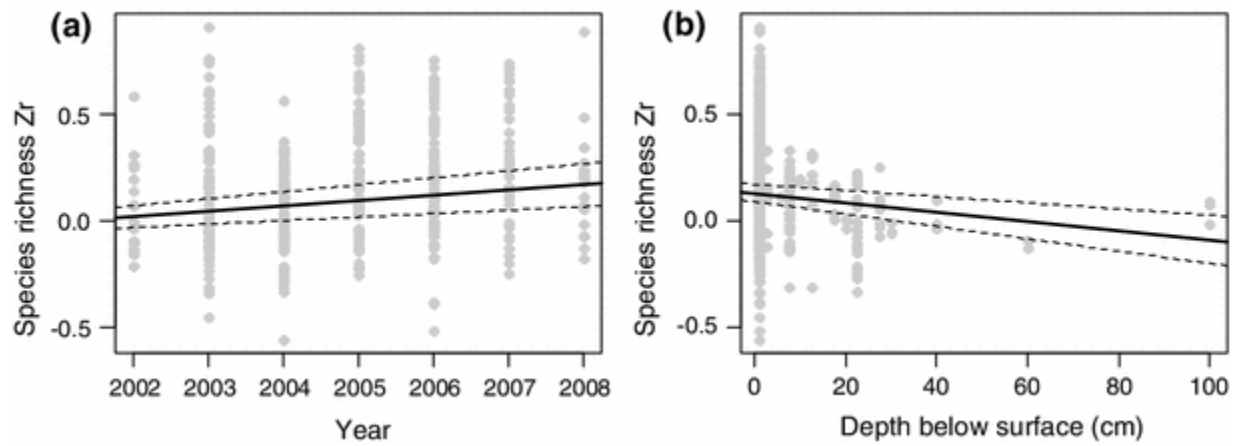 (a)
Species richness Zr
0.5
0.0
-0.5
2002 2003 2004 2005 2006 2007 2008
Year
(b)
Species richness Zr
0.5
0.0
-0.5
0 20 40 60 80 100
Depth below surface (cm)